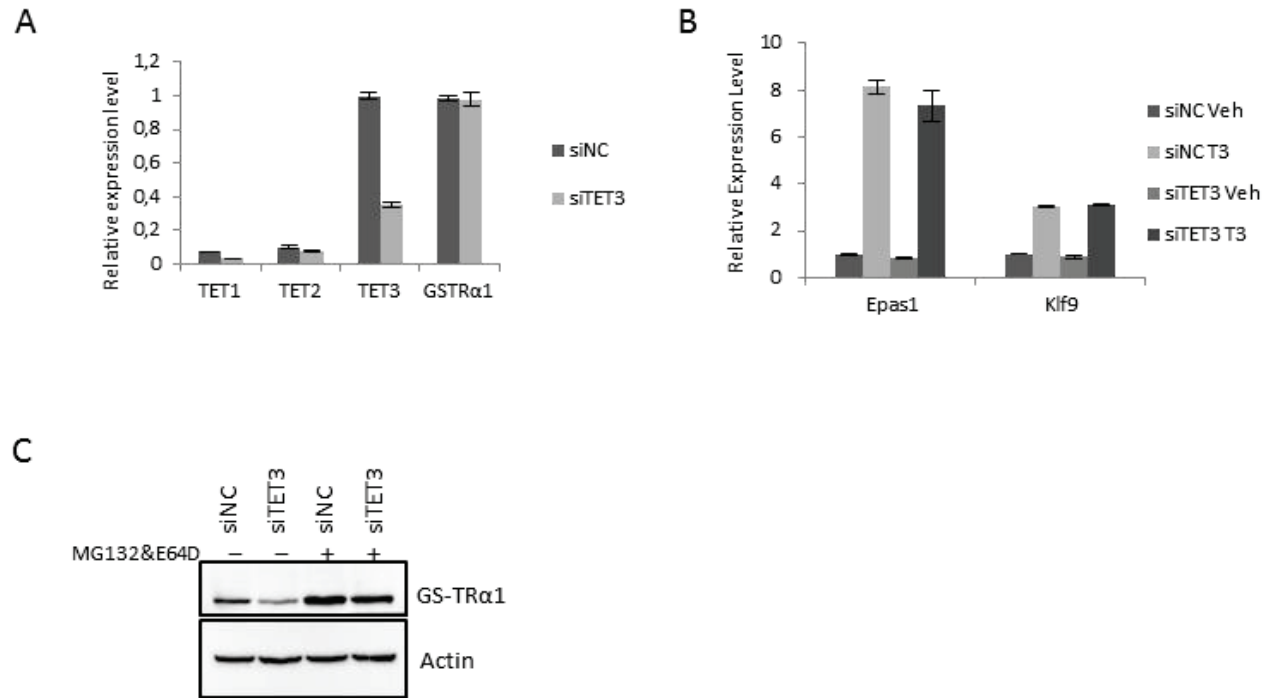 A
Relative expression level
1,2
1
0,8
0,6
0,4
0,2
0
TET1 TET2 TET3 GSTRα1
siNC
siTET3
B
Relative Expression Level
10
8
6
4
2
0
Epas1 Klf9
siNC Veh
siNC T3
siTET3 Veh
siTET3 T3
C
siNC siTET3 siNC siTET3
MG132&E64D – – + +
GS-TRα1
Actin